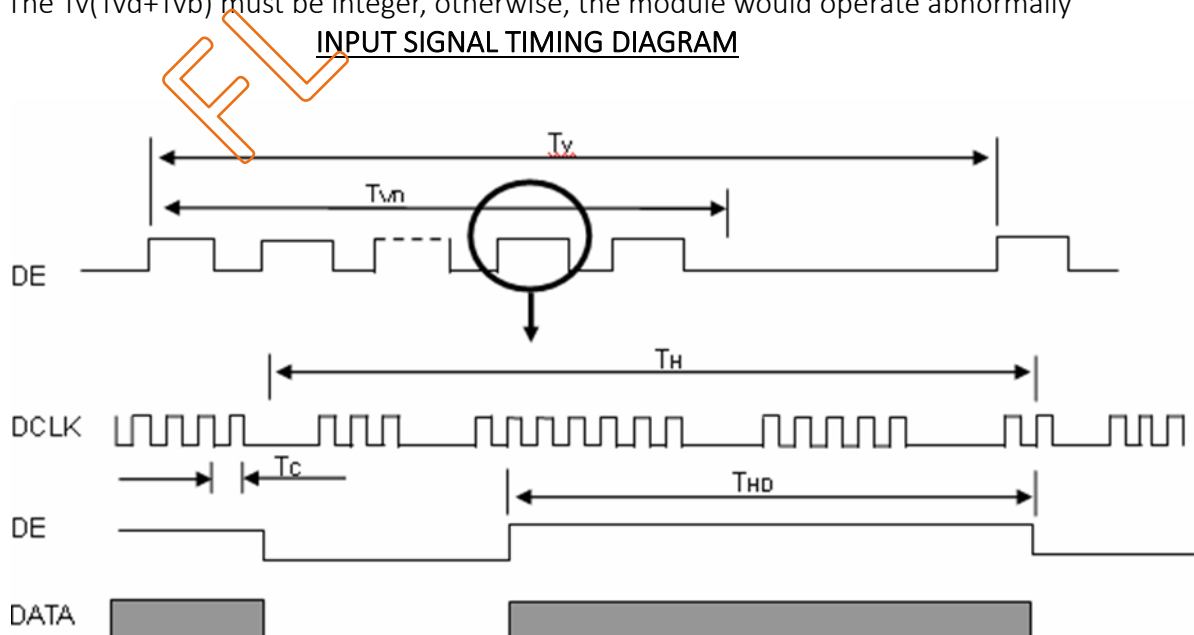 The Tv(Tvd+Tvb) must be integer, otherwise, the module would operate abnormally
INPUT SIGNAL TIMING DIAGRAM
FL
Tv
DE
TH
DCLK
Tc
THD
DE
DATA